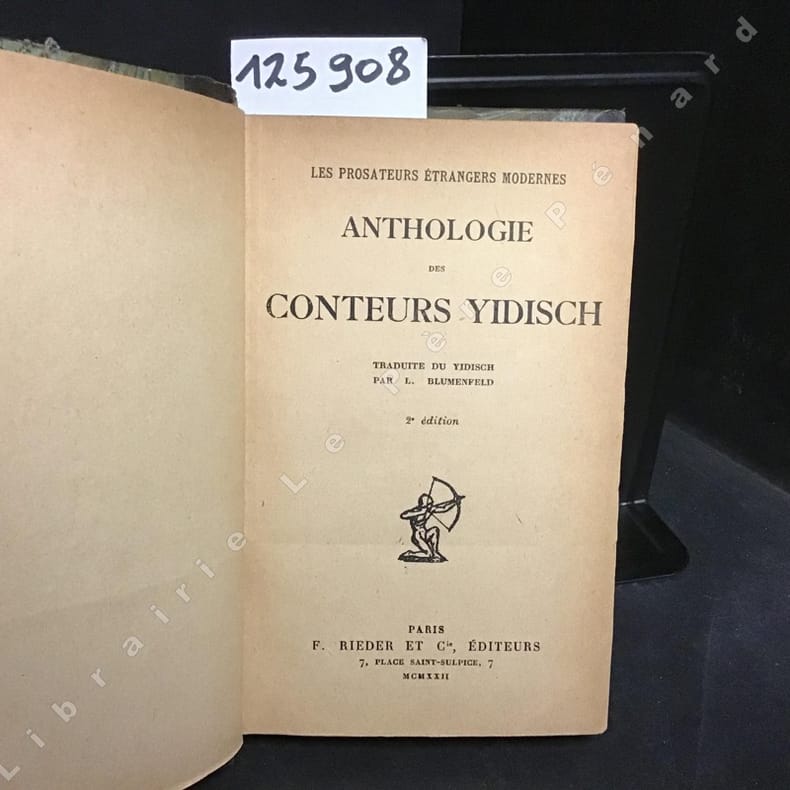 125908
LES PROSATEURS ÉTRANGERS MODERNES
ANTHOLOGIE
DES
CONTEURS YIDISCH
TRADUITE DU YIDISCH
PAR L. BLUMENFELD
2e édition
PARIS
F. RIEDER ET Cie, ÉDITEURS
7, PLACE SAINT-SULPICE, 7
MCMXXII
Librairie Le Père Pénard